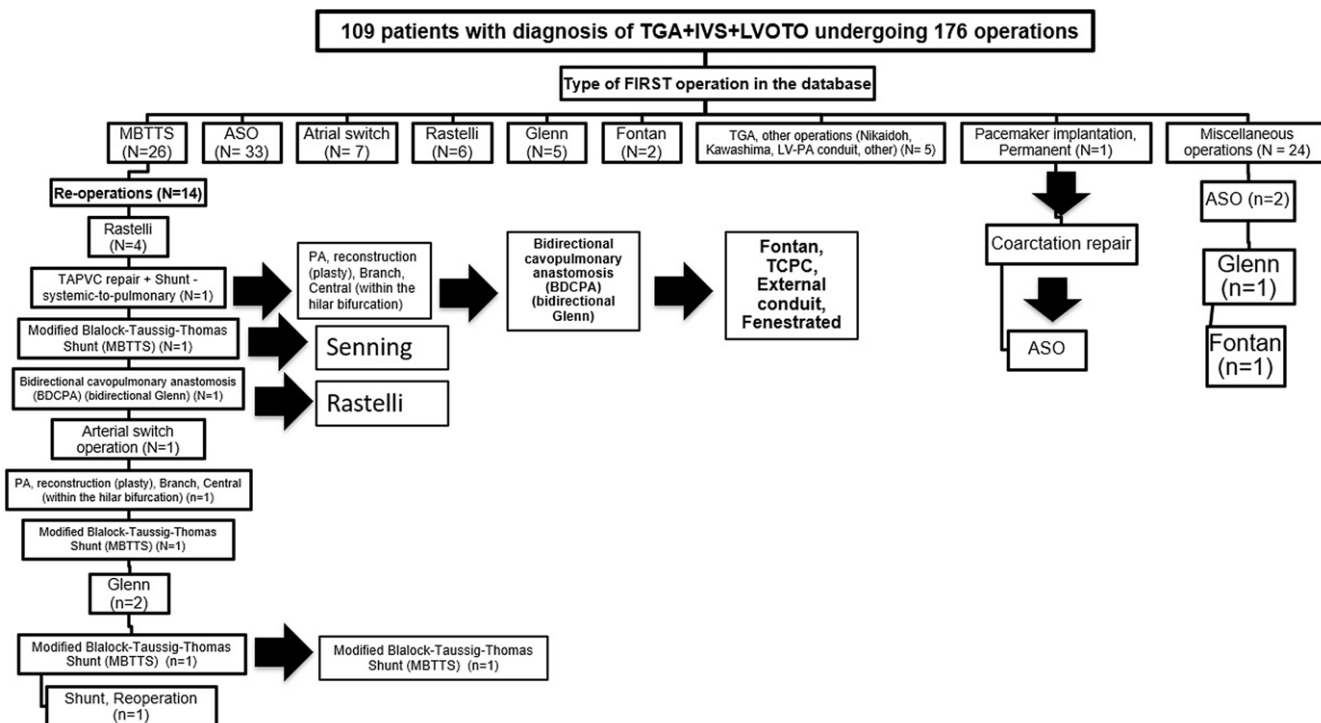 109 patients with diagnosis of TGA+IVS+LVOTO undergoing 176 operations
Type of FIRST operation in the database
MBTTS
(N=26)
ASO
(N= 33)
Atrial switch
(N= 7)
Rastelli
(N=6)
Glenn
(N=5)
Fontan
(N=2)
TGA, other operations (Nikaidoh,
Kawashima, LV-PA conduit, other) (N= 5)
Pacemaker implantation,
Permanent (N=1)
Miscellaneous
operations (N = 24)
Re-operations (N=14)
Rastelli
(N=4)
TAPVC repair + Shunt -
systemic-to-pulmonary (N=1)
PA, reconstruction
(plasty), Branch,
Central (within the
hilar bifurcation)
Bidirectional
cavopulmonary
anastomosis
(BDCPA)
(bidirectional
Glenn)
Fontan,
TCPC,
External
conduit,
Fenestrated
Modified Blalock-Taussig-Thomas
Shunt (MBTTS) (N=1)
Senning
Bidirectional cavopulmonary anastomosis
(BDCPA) (bidirectional Glenn) (N=1)
Rastelli
Arterial switch
operation (N=1)
PA, reconstruction (plasty), Branch, Central
(within the hilar bifurcation) (n=1)
Modified Blalock-Taussig-Thomas
Shunt (MBTTS) (N=1)
Glenn
(n=2)
Modified Blalock-Taussig-Thomas
Shunt (MBTTS) (n=1)
Modified Blalock-Taussig-Thomas
Shunt (MBTTS) (n=1)
Shunt, Reoperation
(n=1)
Coarctation repair
ASO
ASO (n=2)
Glenn
(n=1)
Fontan
(n=1)